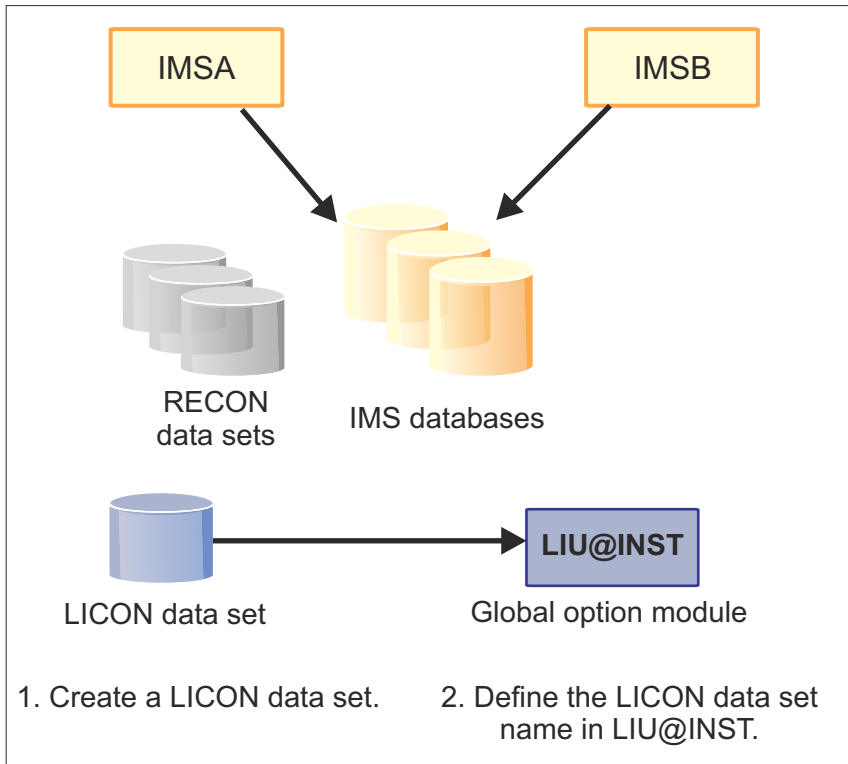 IMSA
IMSB
RECON
data sets
IMS databases
LIU@INST
LICON data set
Global option module
1. Create a LICON data set.
2. Define the LICON data set
name in LIU@INST.